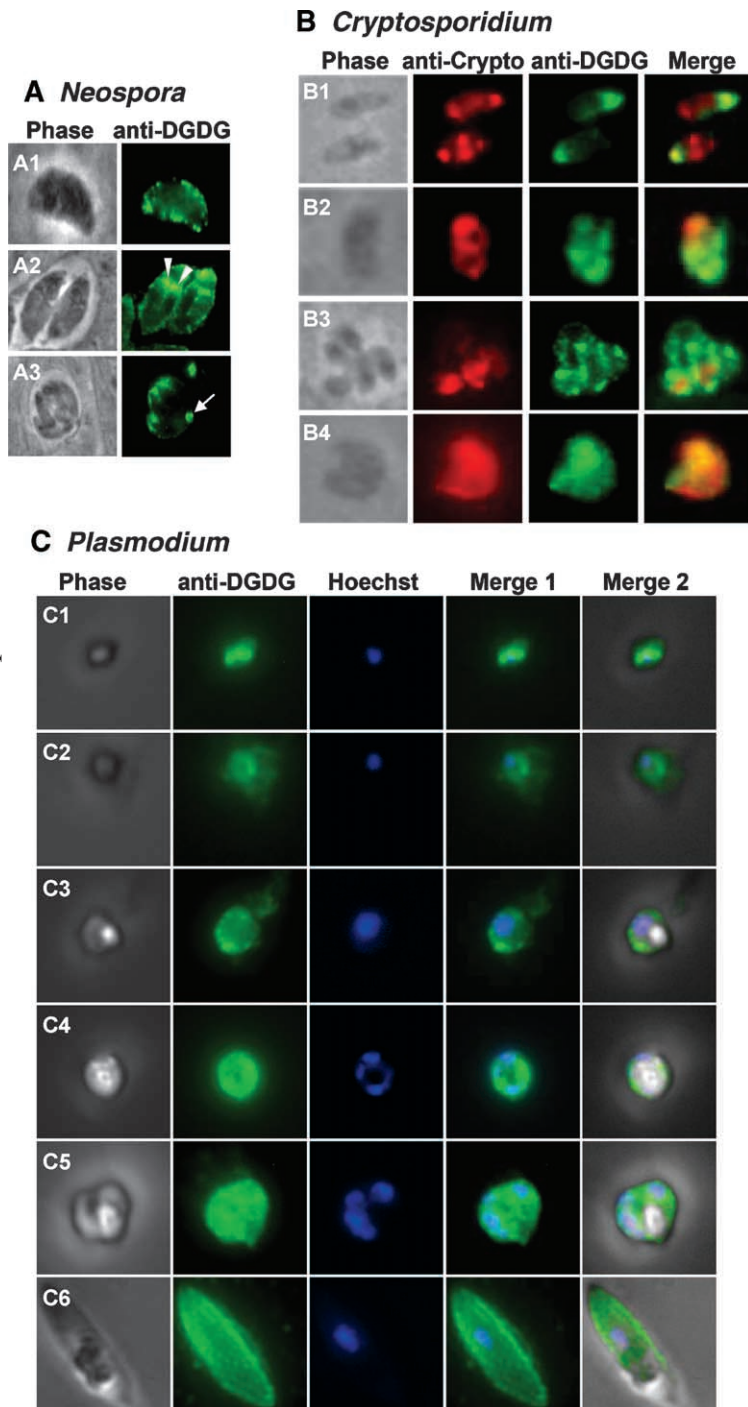 A Neospora
Phase anti-DGDG
A1
A2
A3
B Cryptosporidium
Phase anti-Crypto anti-DGDG Merge
B1
B2
B3
B4
C Plasmodium
Phase anti-DGDG Hoechst Merge 1 Merge 2
C1
C2
C3
C4
C5
C6